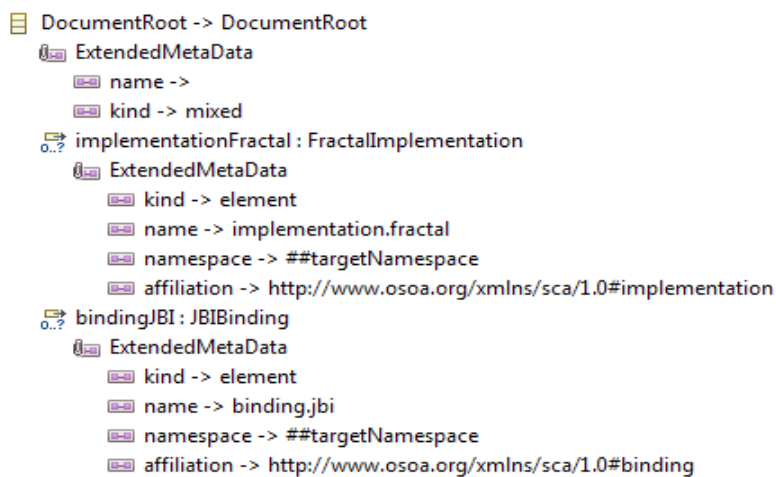 DocumentRoot -> DocumentRoot
ExtendedMetaData
name ->
kind -> mixed
0..? implementationFractal : FractalImplementation
ExtendedMetaData
kind -> element
name -> implementation.fractal
namespace -> ##targetNamespace
affiliation -> http://www.osoa.org/xmlns/sca/1.0#implementation
0..? bindingJBI : JBIBinding
ExtendedMetaData
kind -> element
name -> binding.jbi
namespace -> ##targetNamespace
affiliation -> http://www.osoa.org/xmlns/sca/1.0#binding